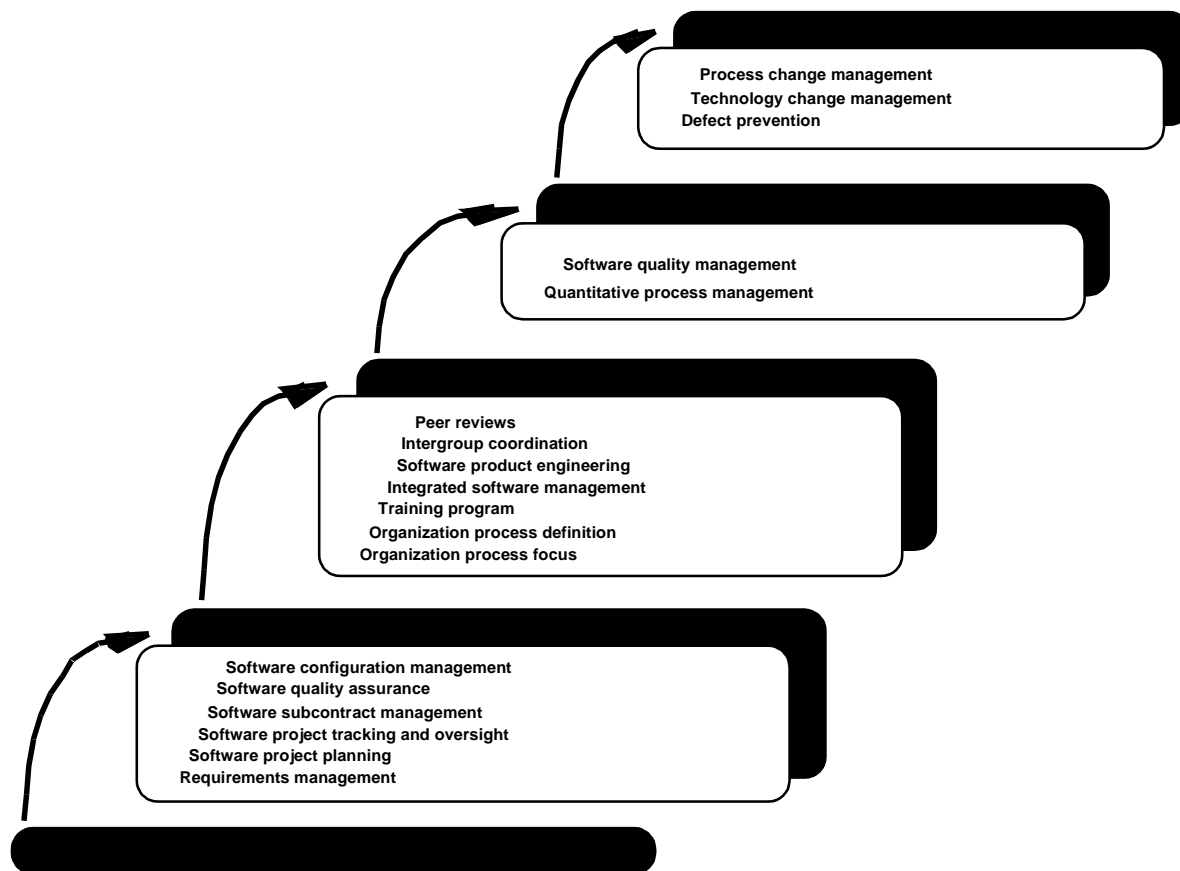 Process change management
Technology change management
Defect prevention
Software quality management
Quantitative process management
Peer reviews
Intergroup coordination
Software product engineering
Integrated software management
Training program
Organization process definition
Organization process focus
Software configuration management
Software quality assurance
Software subcontract management
Software project tracking and oversight
Software project planning
Requirements management